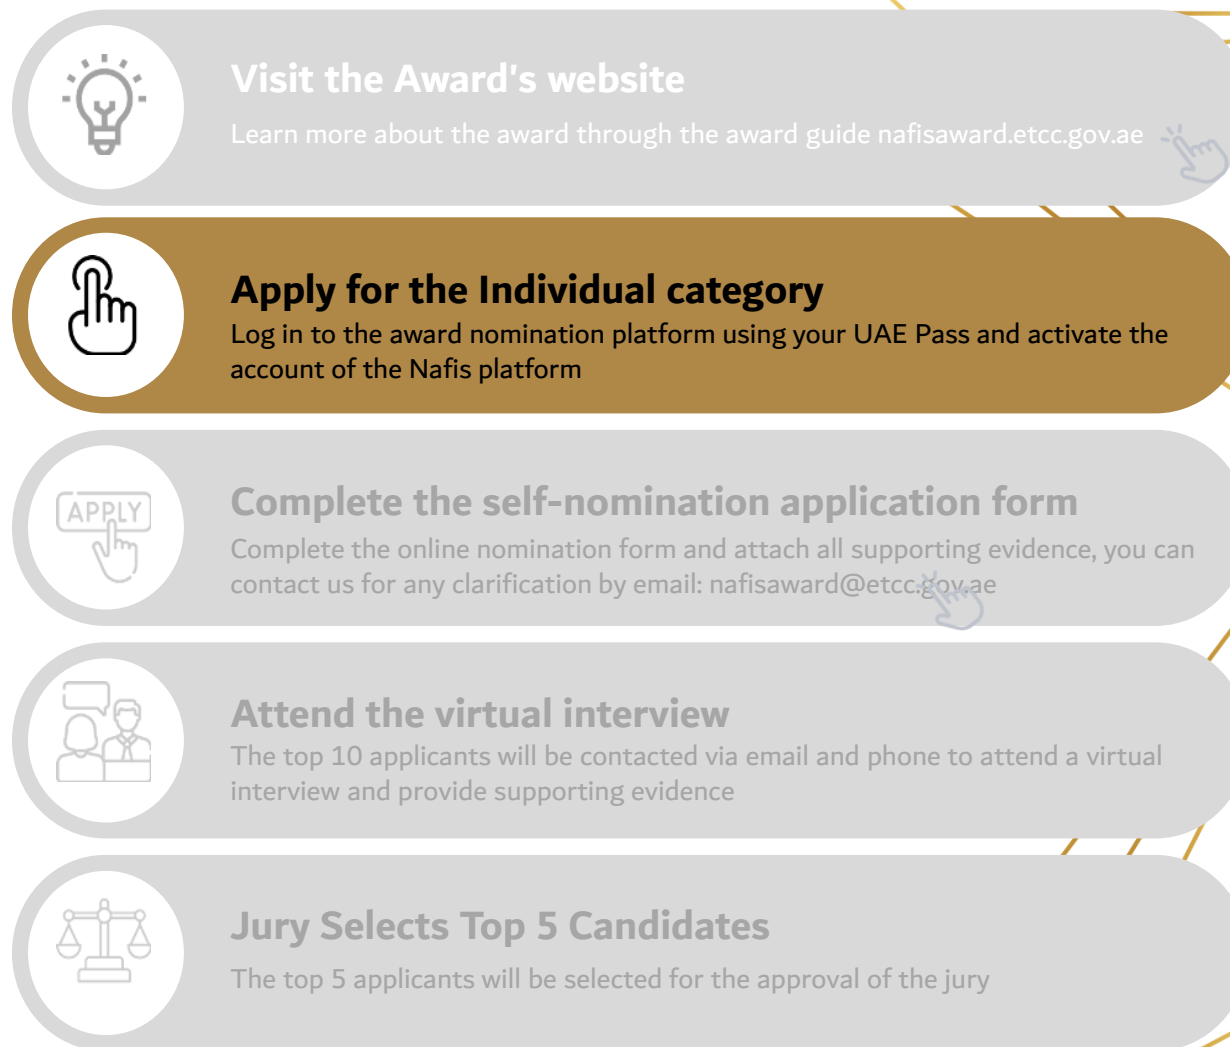 Visit the Award's website
Learn more about the award through the award guide nafisaward.etcc.gov.ae
Apply for the Individual category
Log in to the award nomination platform using your UAE Pass and activate the
account of the Nafis platform
APPLY
Complete the self-nomination application form
Complete the online nomination form and attach all supporting evidence, you can
contact us for any clarification by email: nafisaward@etcc.gov.ae
Attend the virtual interview
The top 10 applicants will be contacted via email and phone to attend a virtual
interview and provide supporting evidence
Jury Selects Top 5 Candidates
The top 5 applicants will be selected for the approval of the jury